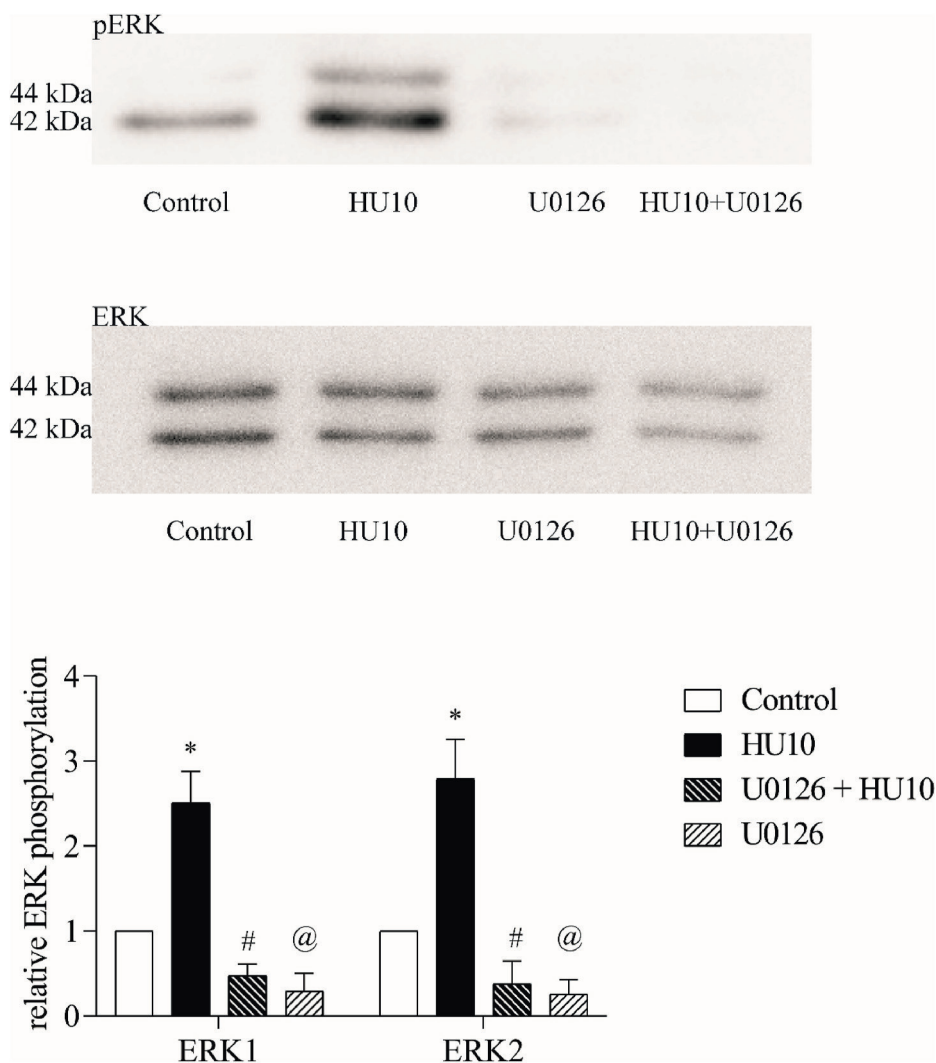 pERK
44 kDa
42 kDa
Control HU10 U0126 HU10+U0126
ERK
44 kDa
42 kDa
Control HU10 U0126 HU10+U0126
relative ERK phosphorylation
4
3
2
1
0
* # @ * # @
ERK1 ERK2
Control
HU10
U0126 + HU10
U0126